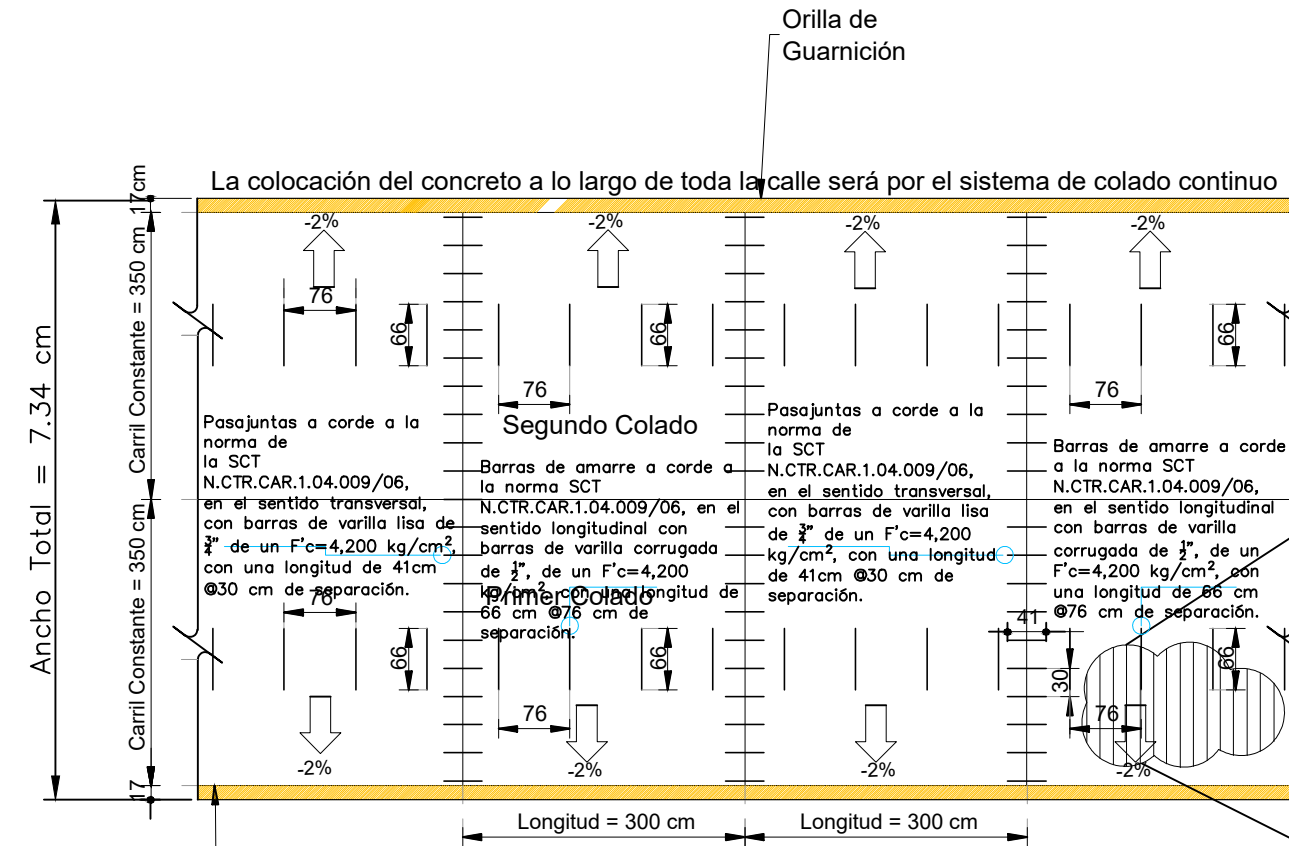 Orilla de
Guarnición
La colocación del concreto a lo largo de toda la calle será por el sistema de colado continuo
17cm
Carril Constante = 350 cm
Ancho Total = 7.34 cm
Carril Constante = 350 cm
17
-2%
-2%
-2%
-2%
76
66
66
66
76
76
Pasajuntas a corde a la
norma de
la SCT
N.CTR.CAR.1.04.009/06,
en el sentido transversal,
con barras de varilla lisa de
3/4" de un F'c=4,200 kg/cm²,
con una longitud de 41cm
@30 cm de separación.
Segundo Colado
Barras de amarre a corde a
la norma SCT
N.CTR.CAR.1.04.009/06, en el
sentido longitudinal con
barras de varilla corrugada
de 1/2", de un F'c=4,200
kg/cm², con una longitud de
66 cm @76 cm de
separación.
Primer Colado
Pasajuntas a corde a la
norma de
la SCT
N.CTR.CAR.1.04.009/06,
en el sentido transversal,
con barras de varilla lisa
de 3/4" de un F'c=4,200
kg/cm², con una longitud
de 41cm @30 cm de
separación.
Barras de amarre a corde
a la norma SCT
N.CTR.CAR.1.04.009/06,
en el sentido longitudinal
con barras de varilla
corrugada de 1/2", de un
F'c=4,200 kg/cm², con
una longitud de 66 cm
@76 cm de separación.
76
66
66
41
30
66
76
76
-2%
-2%
-2%
-2%
Longitud = 300 cm
Longitud = 300 cm